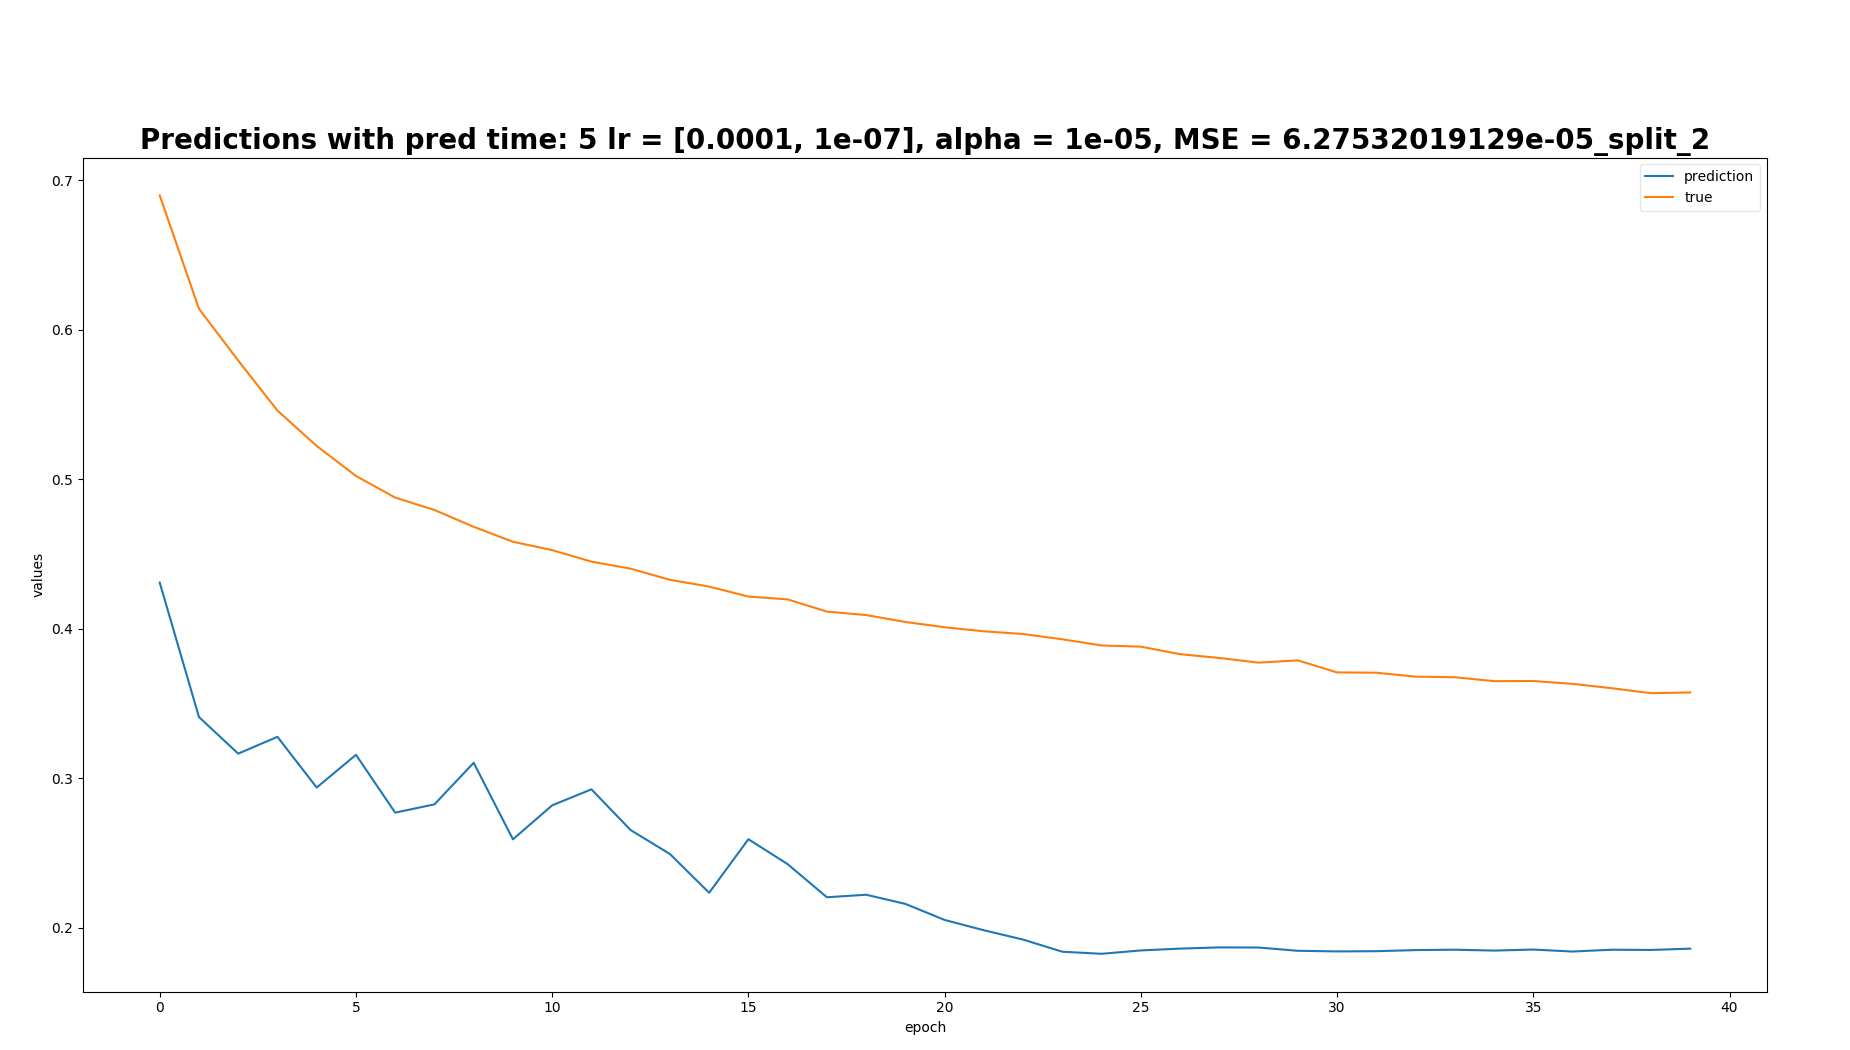 Predictions with pred time: 5 lr = [0.0001, 1e-07], alpha = 1e-05, MSE = 6.27532019129e-05_split_2
prediction
true
0.7
0.6
0.5
0.4
0.3
0.2
values
0 5 10 15 20 25 30 35 40
epoch